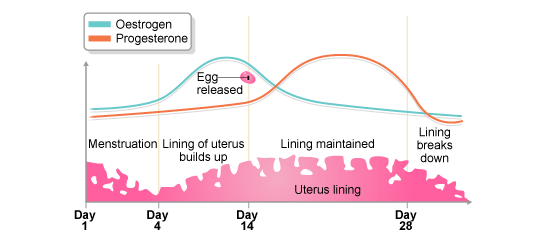 Oestrogen
Progesterone
Egg
released
Menstruation
Lining of uterus
builds up
Lining maintained
Lining
breaks
down
Uterus lining
Day
1
Day
4
Day
14
Day
28